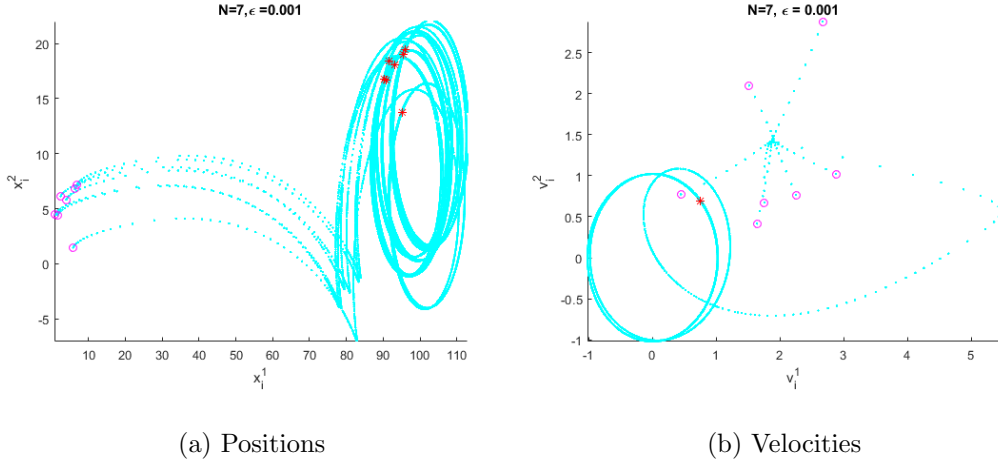 N=7, ϵ =0.001
20
15
10
5
0
-5
x_i^2
10 20 30 40 50 60 70 80 90 100 110
x_i^1
(a) Positions
N=7, ϵ = 0.001
2.5
2
1.5
1
0.5
0
-0.5
-1
v_i^2
-1 0 1 2 3 4 5
v_i^1
(b) Velocities